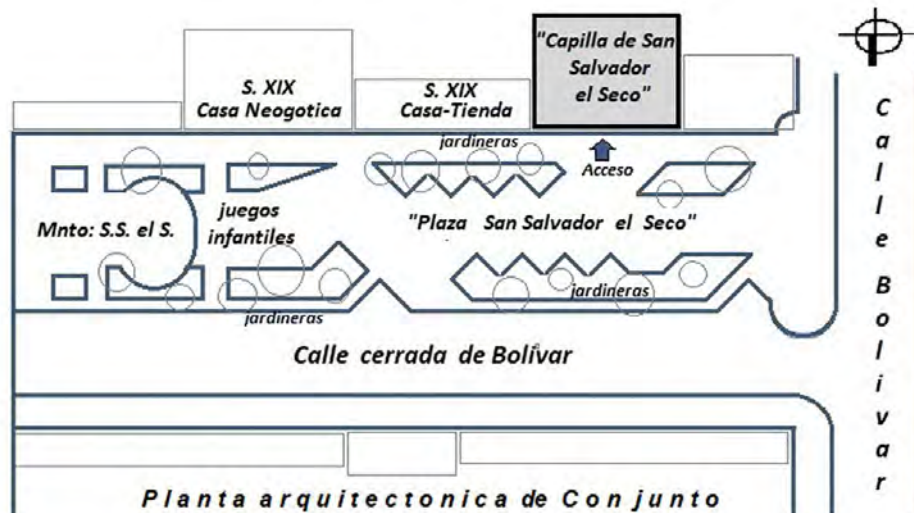 "Capilla de San
Salvador
el Seco"
S. XIX
Casa Neogotica
S. XIX
Casa-Tienda
jardineras
Acceso
juegos
infantiles
Mnto: S.S. el S.
"Plaza San Salvador el Seco"
jardineras
jardineras
Calle cerrada de Bolívar
Calle Bolivar
Planta arquitectonica de Conjunto